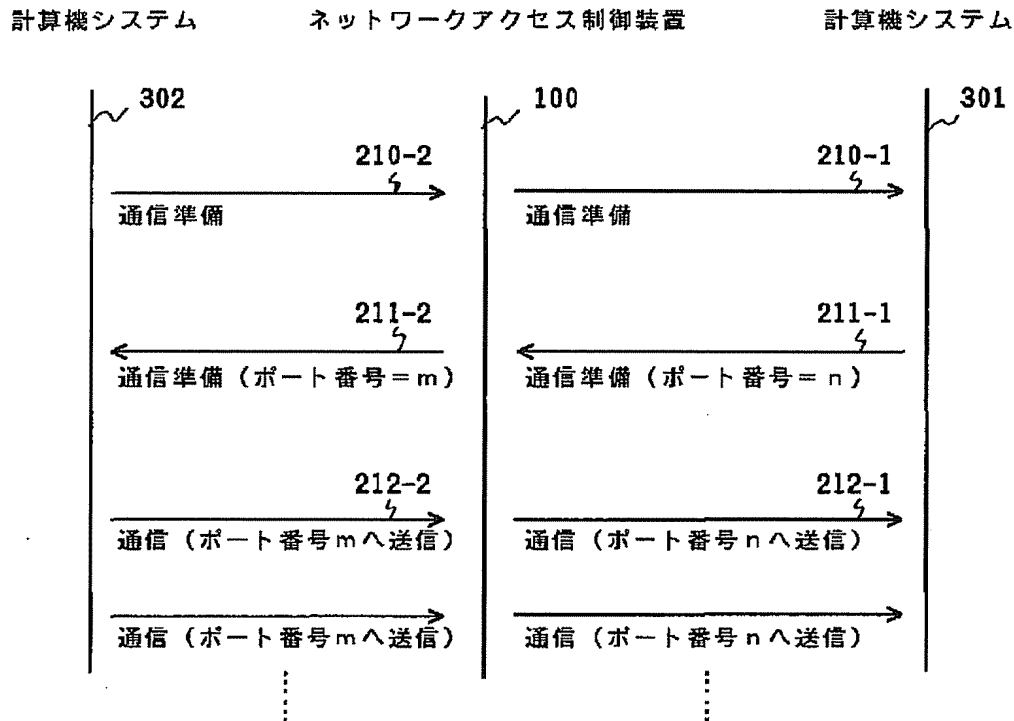 計算機システム
ネットワークアクセス制御装置
計算機システム
302
100
301
210-2
210-1
通信準備
通信準備
211-2
211-1
通信準備（ポート番号＝ｍ）
通信準備（ポート番号＝ｎ）
212-2
212-1
通信（ポート番号ｍへ送信）
通信（ポート番号ｎへ送信）
通信（ポート番号ｍへ送信）
通信（ポート番号ｎへ送信）